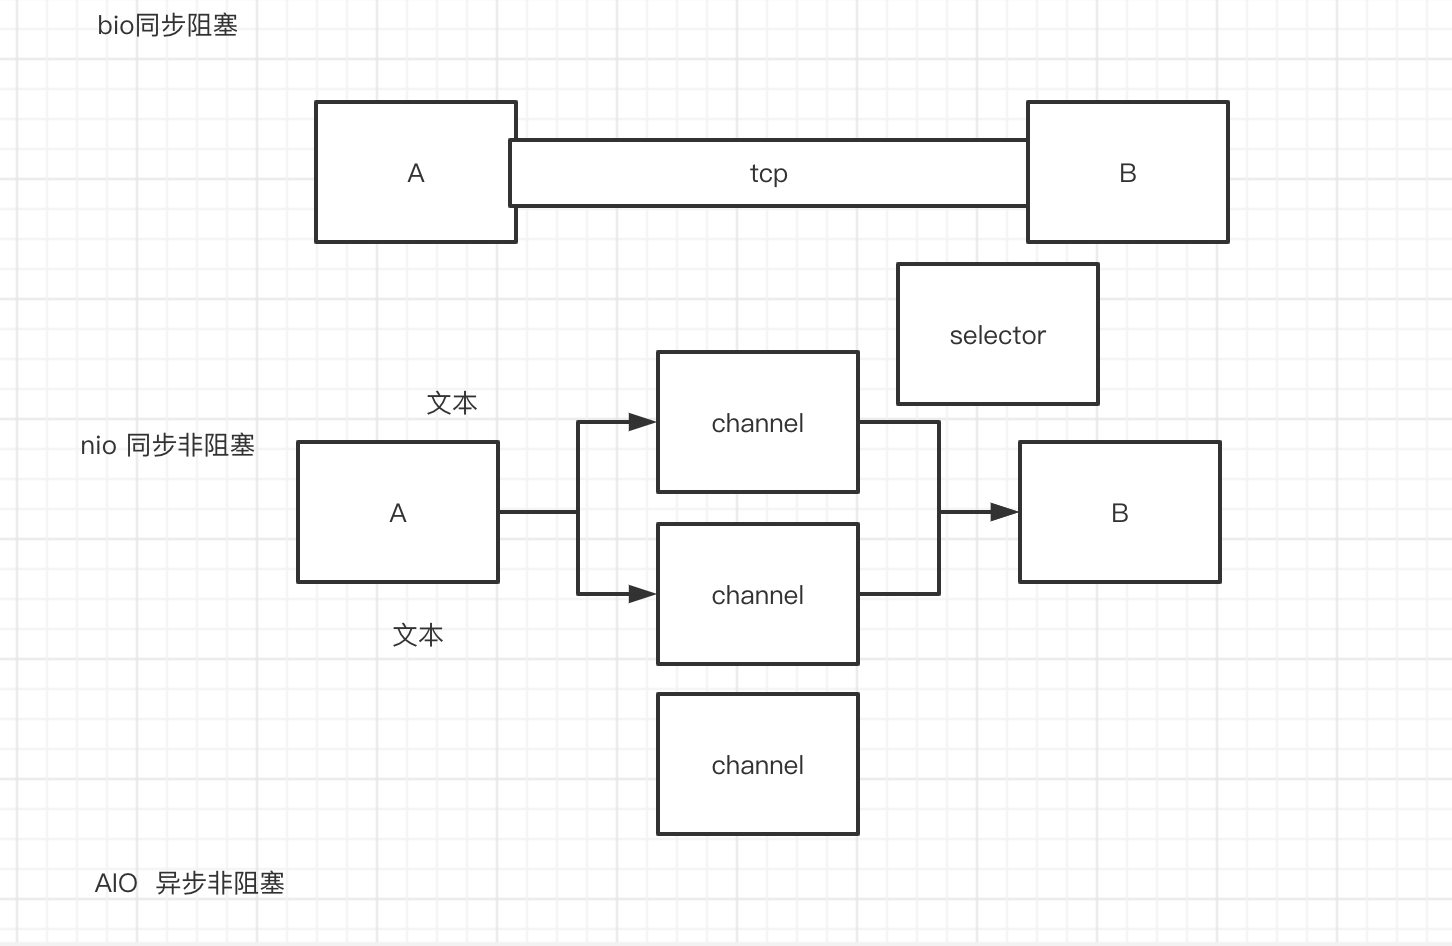 bio同步阻塞
A
tcp
B
selector
文本
channel
nio 同步非阻塞
A
B
channel
文本
channel
AIO 异步非阻塞